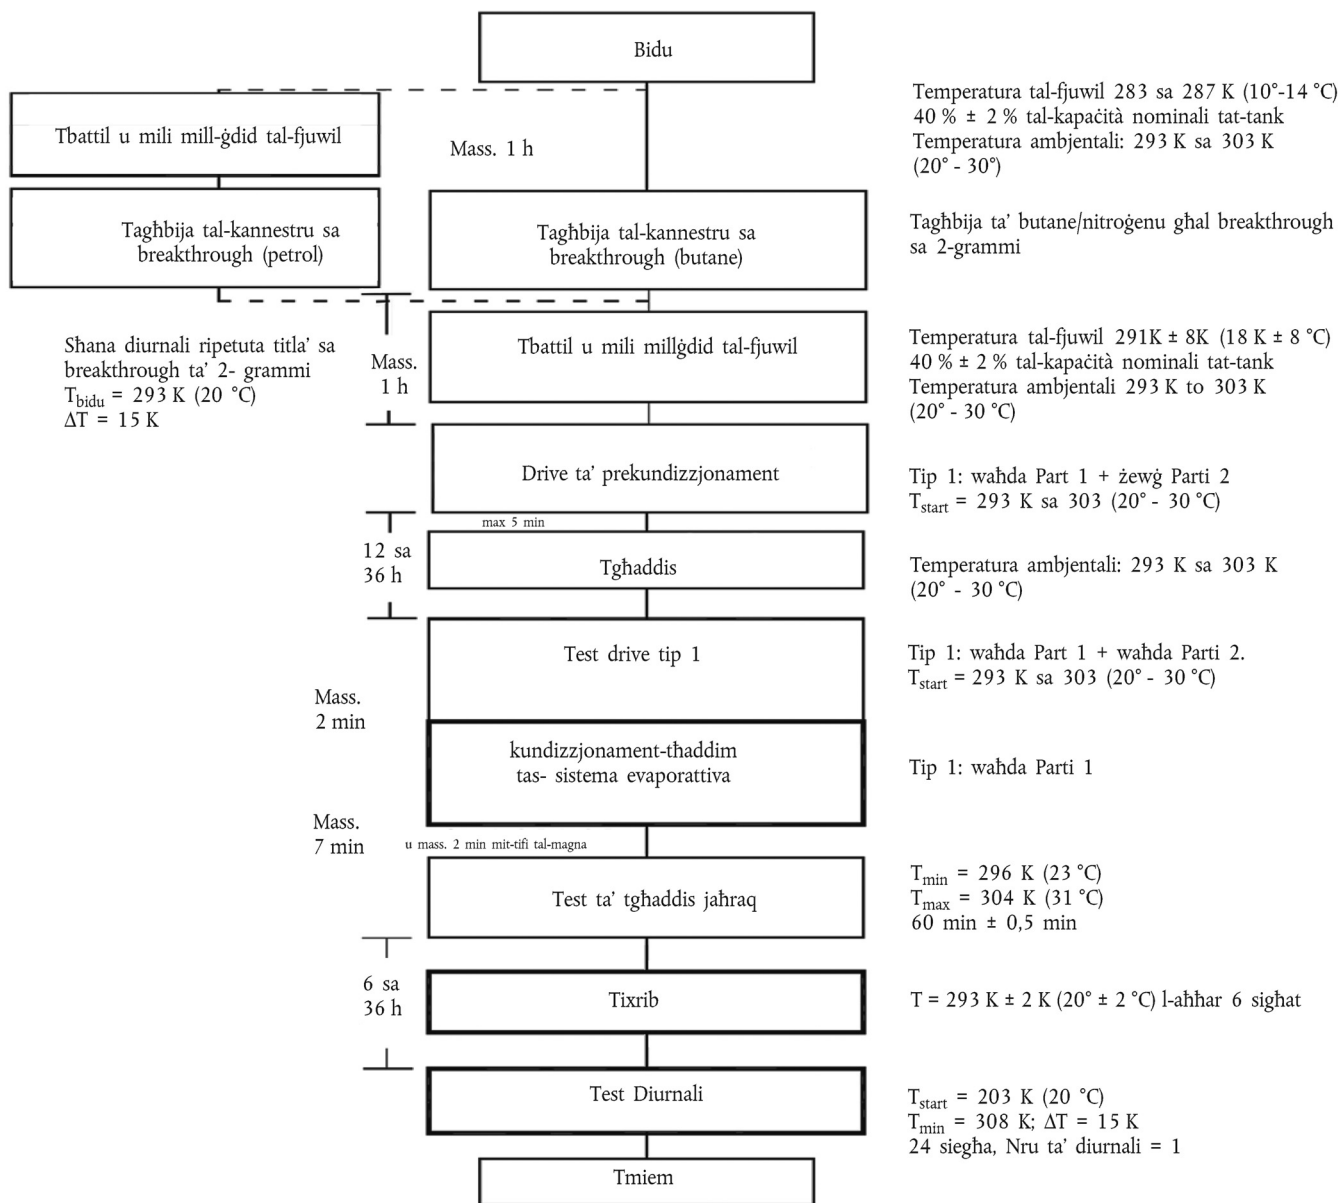 Bidu
Temperatura tal-fjuwil 283 sa 287 K (10°-14 °C)
40 % ± 2 % tal-kapaċità nominali tat-tank
Temperatura ambjentali: 293 K sa 303 K
(20° - 30°)
Tbattil u mili mill-ġdid tal-fjuwil
Mass. 1 h
Tagħbija tal-kannestru sa
breakthrough (petrol)
Tagħbija tal-kannestru sa
breakthrough (butane)
Tagħbija ta' butane/nitroġenu għal breakthrough
sa 2-grammi
Sħana diurnali ripetuta titla' sa
breakthrough ta' 2- grammi
T_bidu = 293 K (20 °C)
ΔT = 15 K
Mass.
1 h
Tbattil u mili millġdid tal-fjuwil
Temperatura tal-fjuwil 291K ± 8K (18 K ± 8 °C)
40 % ± 2 % tal-kapaċità nominali tat-tank
Temperatura ambjentali 293 K to 303 K
(20° - 30 °C)
Drive ta' prekundizzjonament
Tip 1: waħda Part 1 + żewġ Parti 2
T_start = 293 K sa 303 (20° - 30 °C)
max 5 min
12 sa
36 h
Tgħaddis
Temperatura ambjentali: 293 K sa 303 K
(20° - 30 °C)
Test drive tip 1
Tip 1: waħda Part 1 + waħda Parti 2.
T_start = 293 K sa 303 (20° - 30 °C)
Mass.
2 min
kundizzjonament-tħaddim
tas- sistema evaporattiva
Tip 1: waħda Parti 1
Mass.
7 min
u mass. 2 min mit-tifi tal-magna
Test ta' tgħaddis jaħraq
T_min = 296 K (23 °C)
T_max = 304 K (31 °C)
60 min ± 0,5 min
6 sa
36 h
Tixrib
T = 293 K ± 2 K (20° ± 2 °C) l-aħħar 6 sigħat
Test Diurnali
T_start = 203 K (20 °C)
T_min = 308 K; ΔT = 15 K
24 siegħa, Nru ta' diurnali = 1
Tmiem